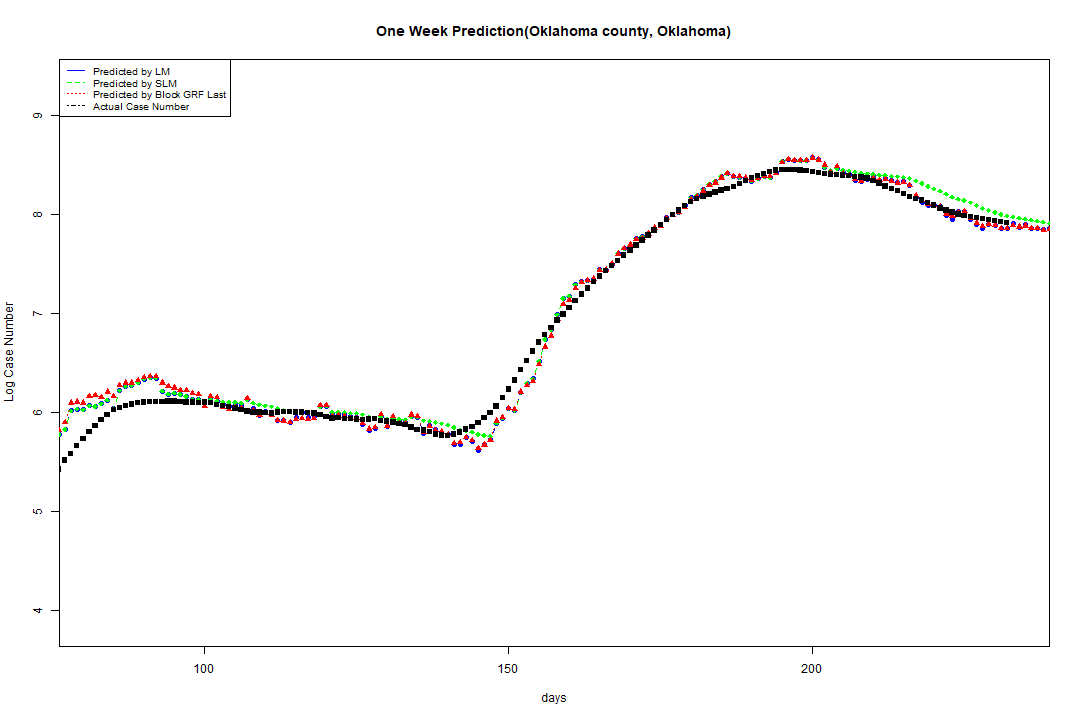 One Week Prediction(Oklahoma county, Oklahoma)
Predicted by LM
Predicted by SLM
Predicted by Block GRF Last
Actual Case Number
9
8
7
6
5
4
Log Case Number
100 150 200
days